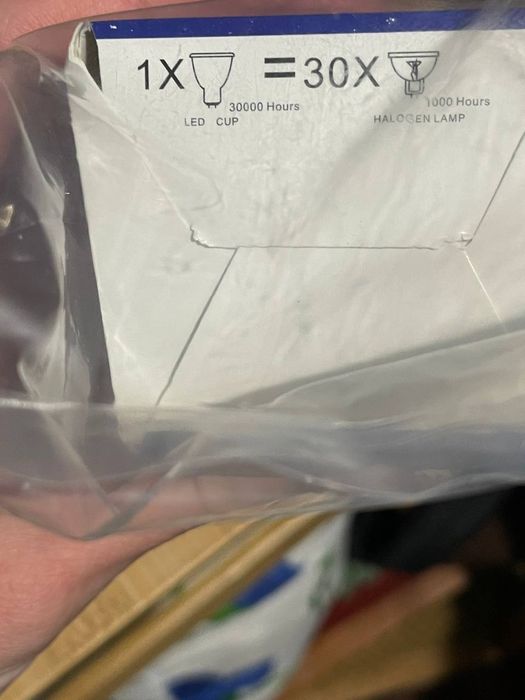 1X = 30X
30000 Hours 1000 Hours
LED CUP HALOGEN LAMP